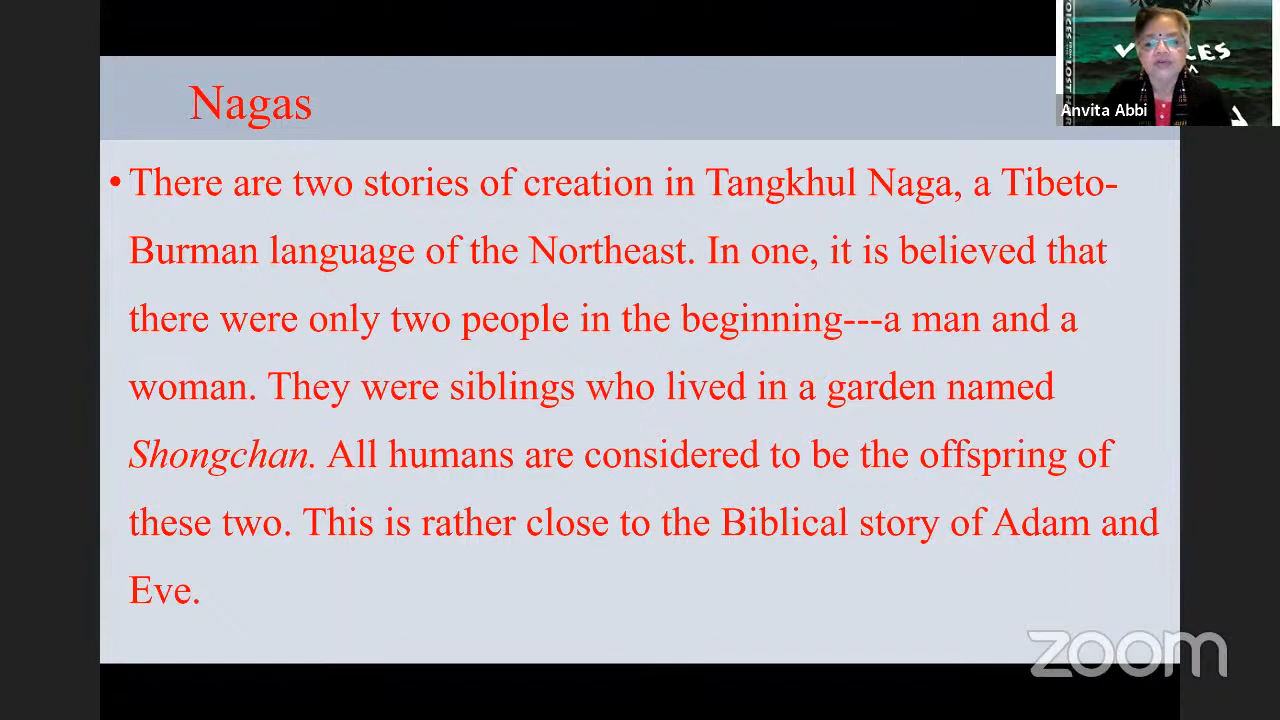 Nagas
• There are two stories of creation in Tangkhul Naga, a Tibeto-
Burman language of the Northeast. In one, it is believed that
there were only two people in the beginning---a man and a
woman. They were siblings who lived in a garden named
Shongchan. All humans are considered to be the offspring of
these two. This is rather close to the Biblical story of Adam and
Eve.
Anvita Abbi
zoom